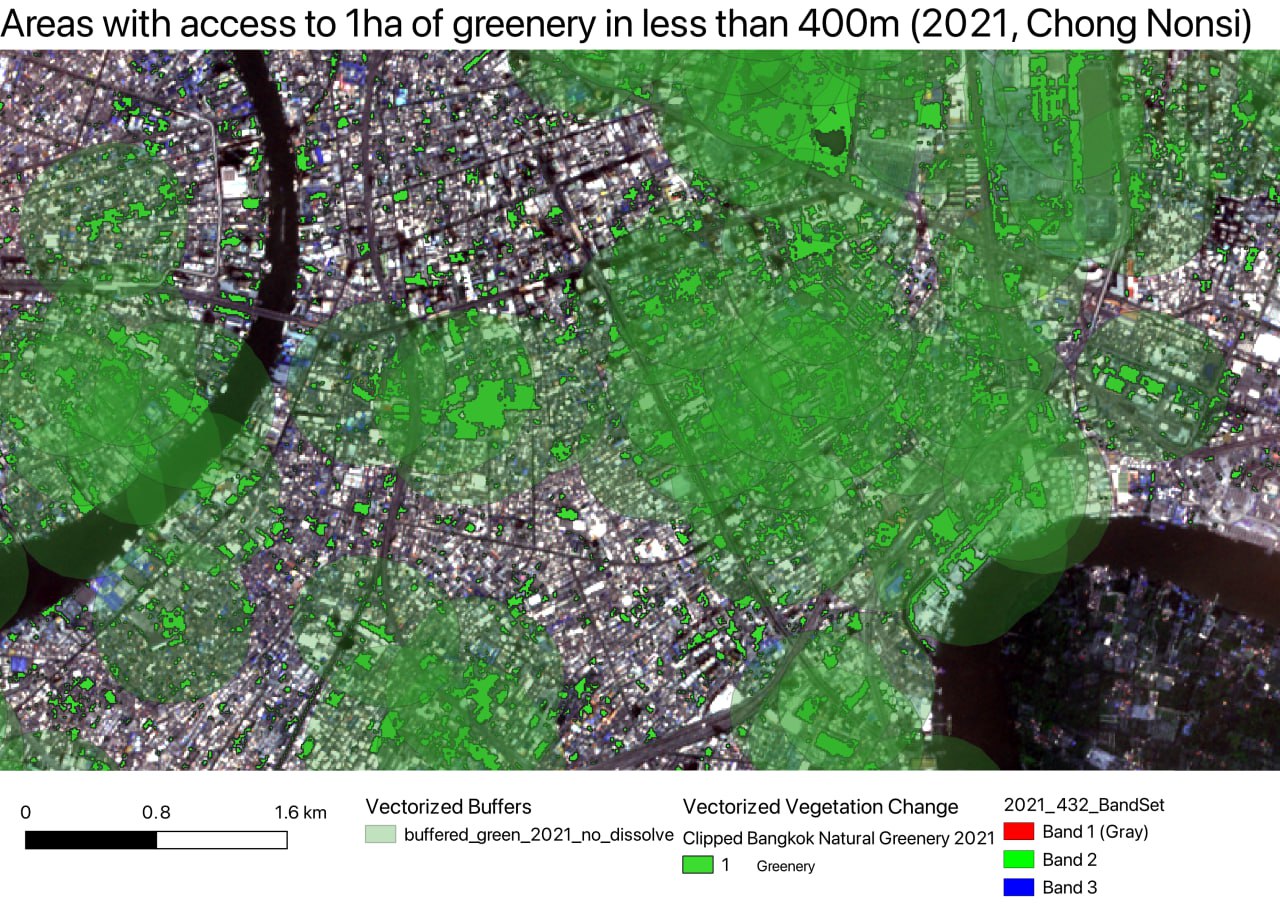 Areas with access to 1ha of greenery in less than 400m (2021, Chong Nonsi)
0 0.8 1.6 km
Vectorized Buffers
buffered_green_2021_no_dissolve
Vectorized Vegetation Change
Clipped Bangkok Natural Greenery 2021
1 Greenery
2021_432_BandSet
Band 1 (Gray)
Band 2
Band 3